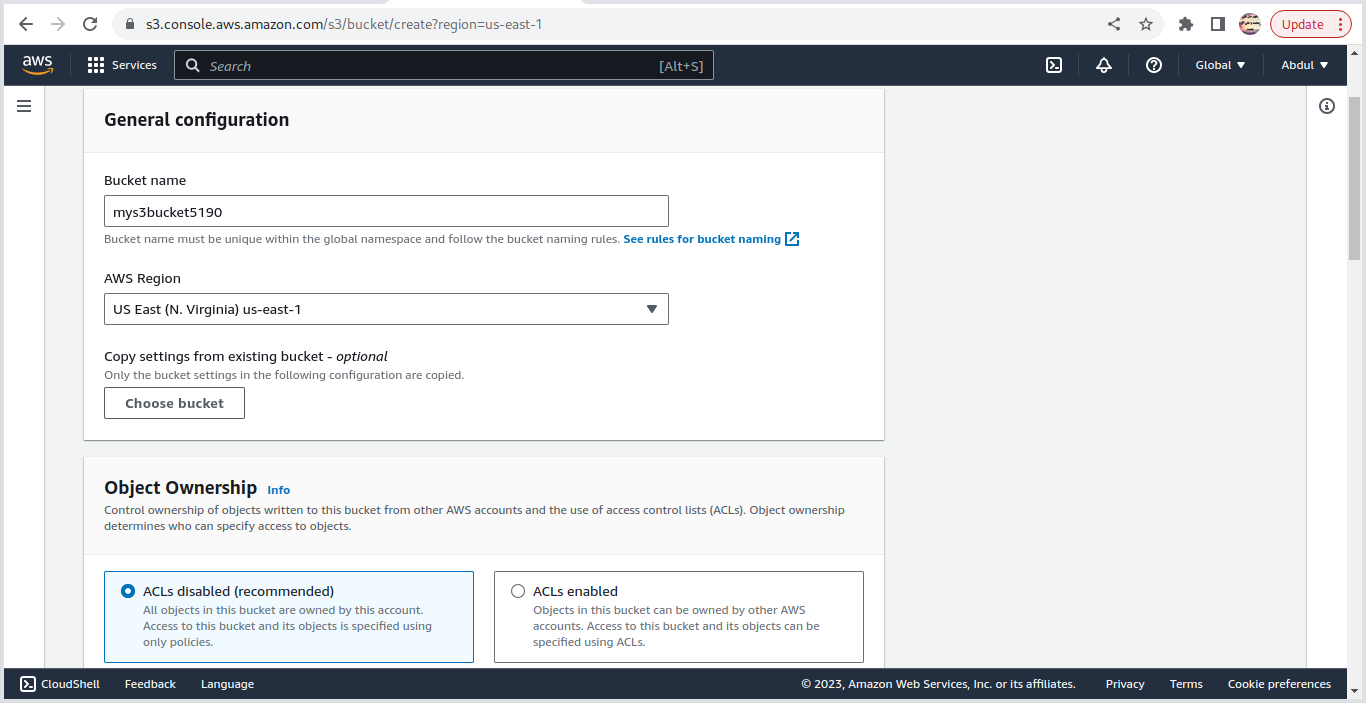 s3.console.aws.amazon.com/s3/bucket/create?region=us-east-1
Update
aws
Services
Search
[Alt+S]
Global
Abdul
General configuration
Bucket name
mys3bucket5190
Bucket name must be unique within the global namespace and follow the bucket naming rules. See rules for bucket naming
AWS Region
US East (N. Virginia) us-east-1
Copy settings from existing bucket - optional
Only the bucket settings in the following configuration are copied.
Choose bucket
Object Ownership Info
Control ownership of objects written to this bucket from other AWS accounts and the use of access control lists (ACLs). Object ownership
determines who can specify access to objects.
ACLs disabled (recommended)
All objects in this bucket are owned by this account.
Access to this bucket and its objects is specified using
only policies.
ACLs enabled
Objects in this bucket can be owned by other AWS
accounts. Access to this bucket and its objects can be
specified using ACLs.
CloudShell
Feedback
Language
© 2023, Amazon Web Services, Inc. or its affiliates.
Privacy
Terms
Cookie preferences